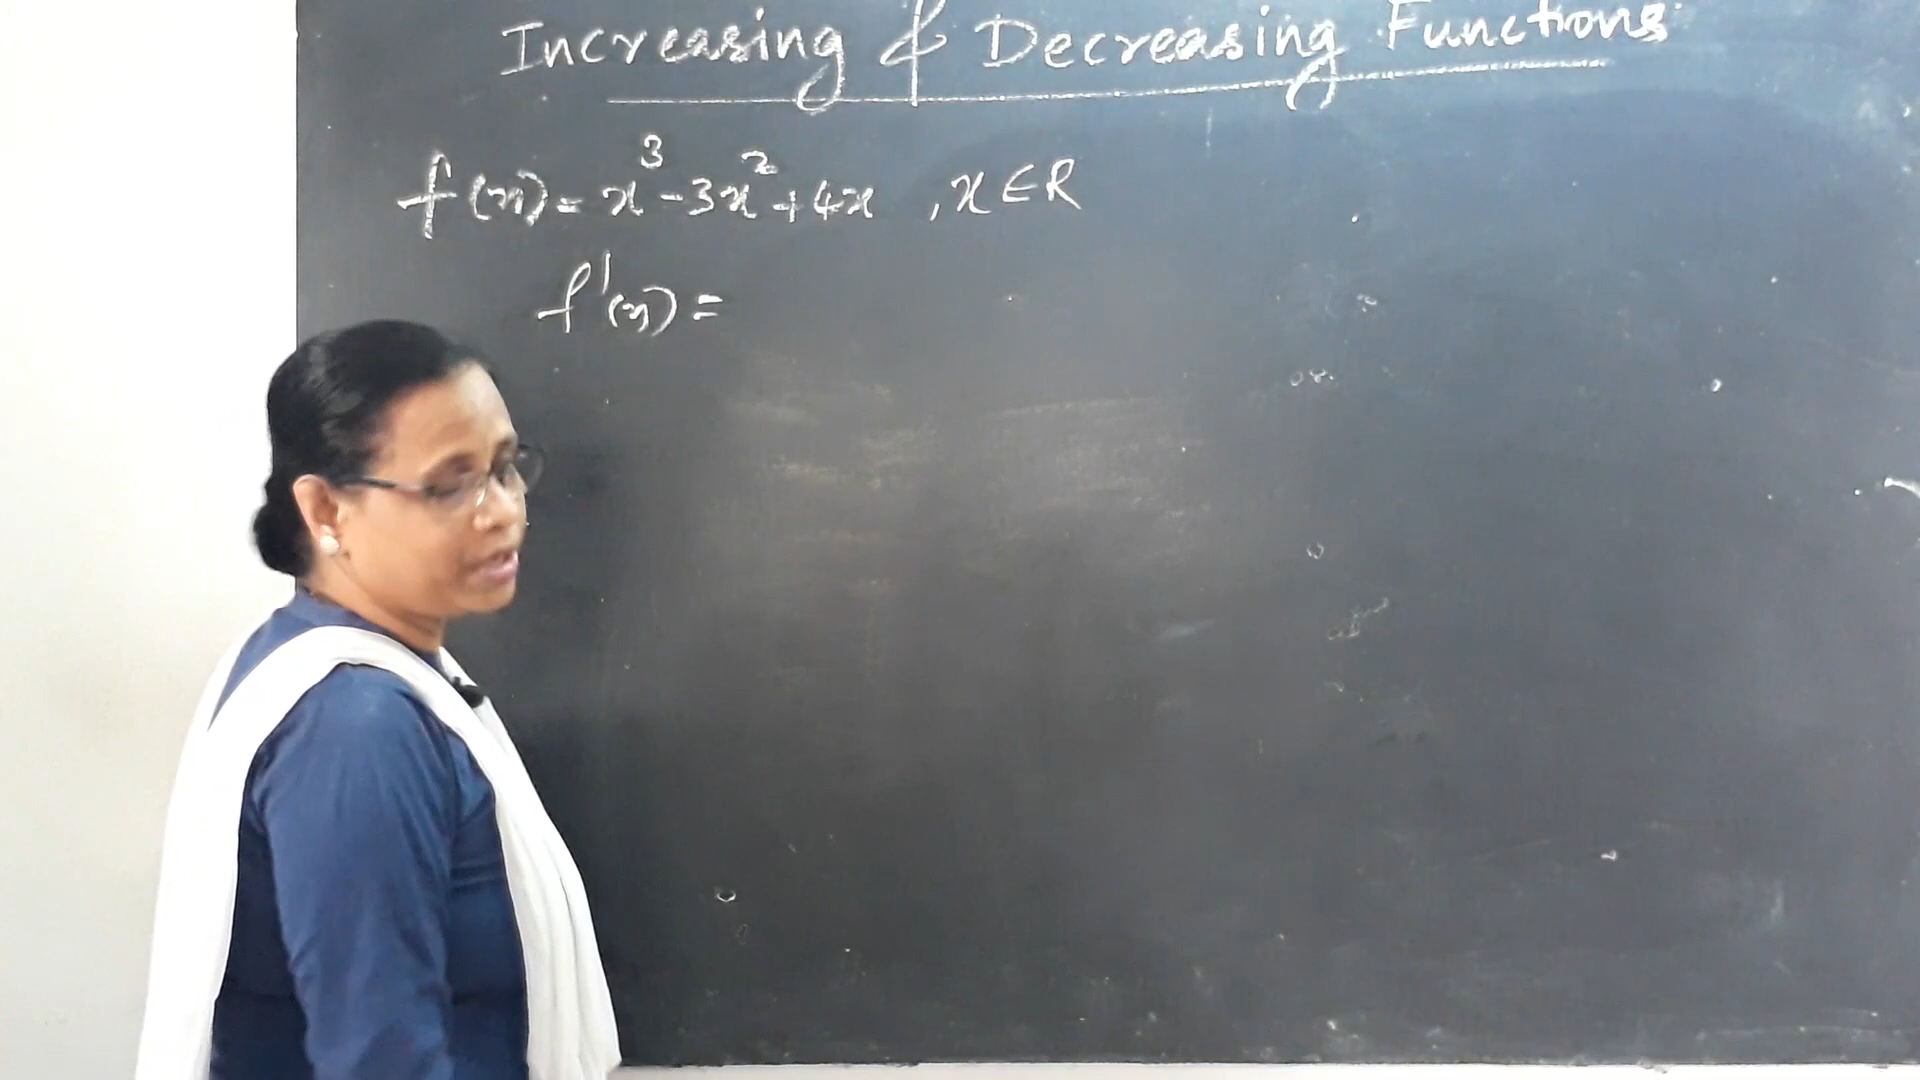 Increasing & Decreasing Functions
f(x) = x³ - 3x² + 4x , x ∈ R
f'(x) =